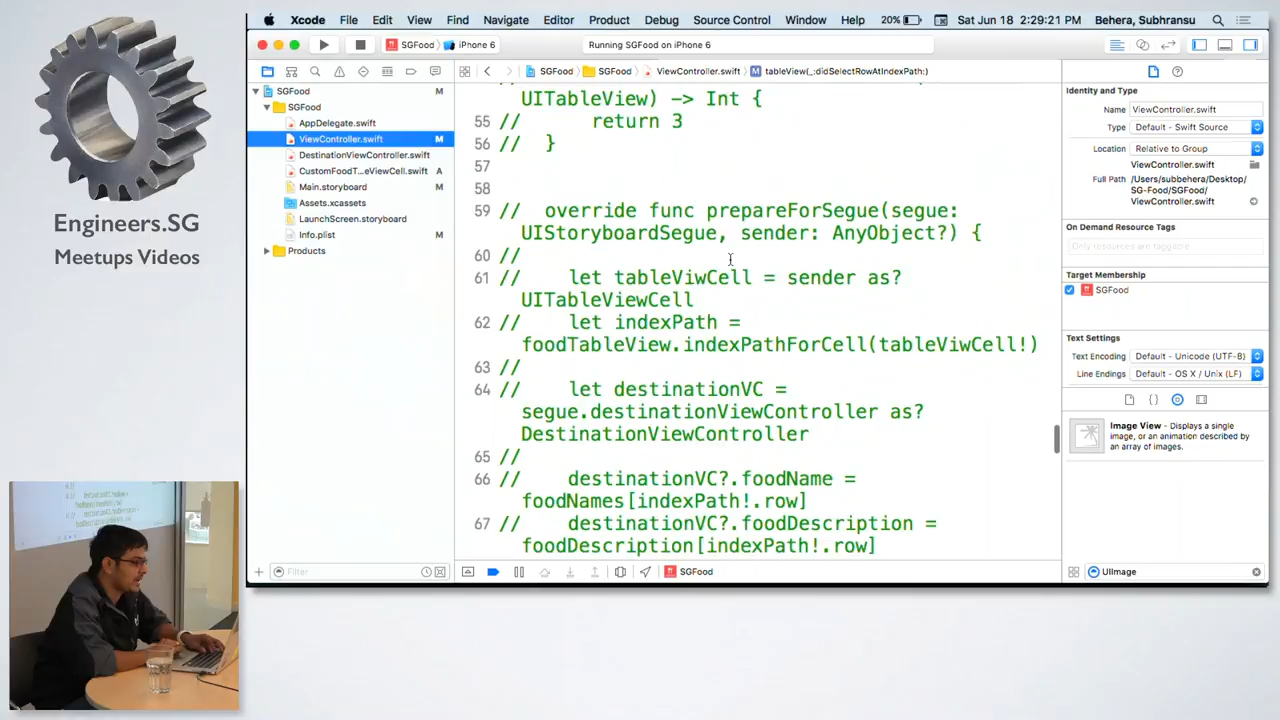 Xcode File Edit View Find Navigate Editor Product Debug Source Control Window Help 20% Sat Jun 18 2:29:21 PM Behera, Subhransu
SGFood iPhone 6 Running SGFood on iPhone 6
SGFood SGFood ViewController.swift M tableView(_:didSelectRowAtIndexPath:)
SGFood M
SGFood
AppDelegate.swift
ViewController.swift M
DestinationViewController.swift
CustomFoodT...eViewCell.swift A
Main.storyboard M
Assets.xcassets
LaunchScreen.storyboard
Info.plist
Products
Filter
UITableView) -> Int {
55 // return 3
56 // }
57
58
59 // override func prepareForSegue(segue:
UIStoryboardSegue, sender: AnyObject?) {
60 //
61 // let tableViwCell = sender as?
UITableViewCell
62 // let indexPath =
foodTableView.indexPathForCell(tableViwCell!)
63 //
64 // let destinationVC =
segue.destinationViewController as?
DestinationViewController
65 //
66 // destinationVC?.foodName =
foodNames[indexPath!.row]
67 // destinationVC?.foodDescription =
foodDescription[indexPath!.row]
SGFood
Identity and Type
Name ViewController.swift
Type Default - Swift Source
Location Relative to Group
ViewController.swift
Full Path /Users/subbehera/Desktop/
SG-Food/SGFood/
ViewController.swift
On Demand Resource Tags
Only resources are taggable
Target Membership
SGFood
Text Settings
Text Encoding Default - Unicode (UTF-8)
Line Endings Default - OS X / Unix (LF)
Image View - Displays a
single image, or an animation described by
an array of images.
UIImage
Engineers.SG
Meetups Videos